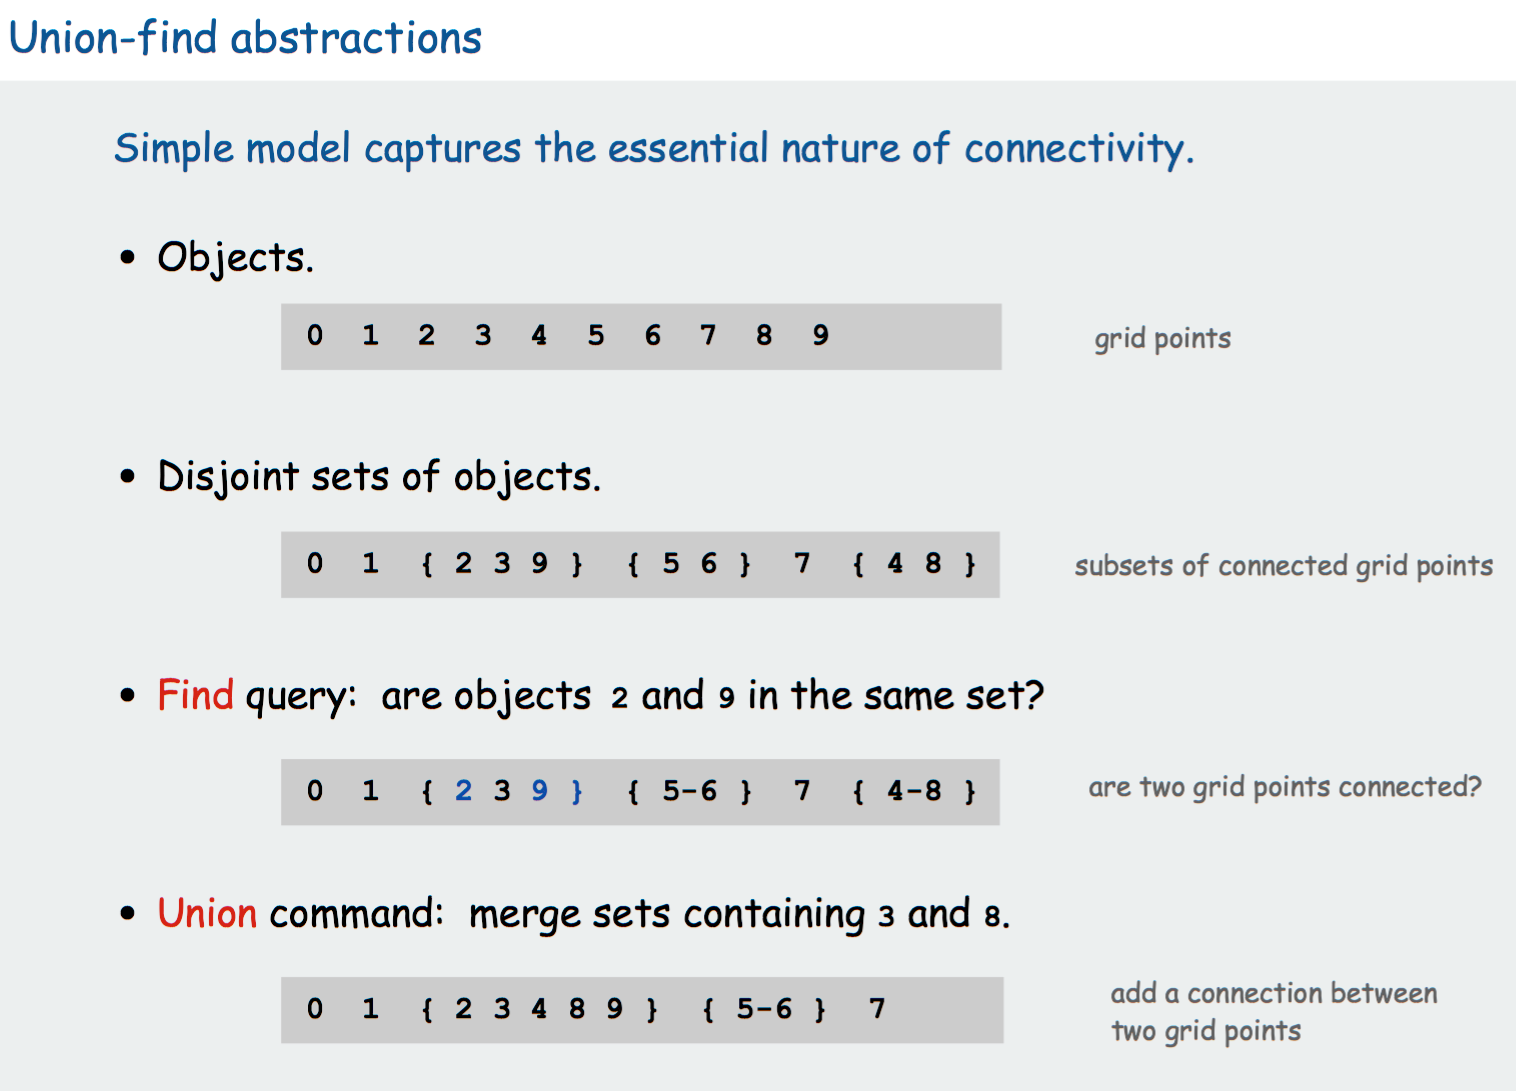 Union-find abstractions
Simple model captures the essential nature of connectivity.
• Objects.
0 1 2 3 4 5 6 7 8 9
grid points
• Disjoint sets of objects.
0 1 { 2 3 9 } { 5 6 } 7 { 4 8 }
subsets of connected grid points
• Find query: are objects 2 and 9 in the same set?
0 1 { 2 3 9 } { 5-6 } 7 { 4-8 }
are two grid points connected?
• Union command: merge sets containing 3 and 8.
0 1 { 2 3 4 8 9 } { 5-6 } 7
add a connection between
two grid points